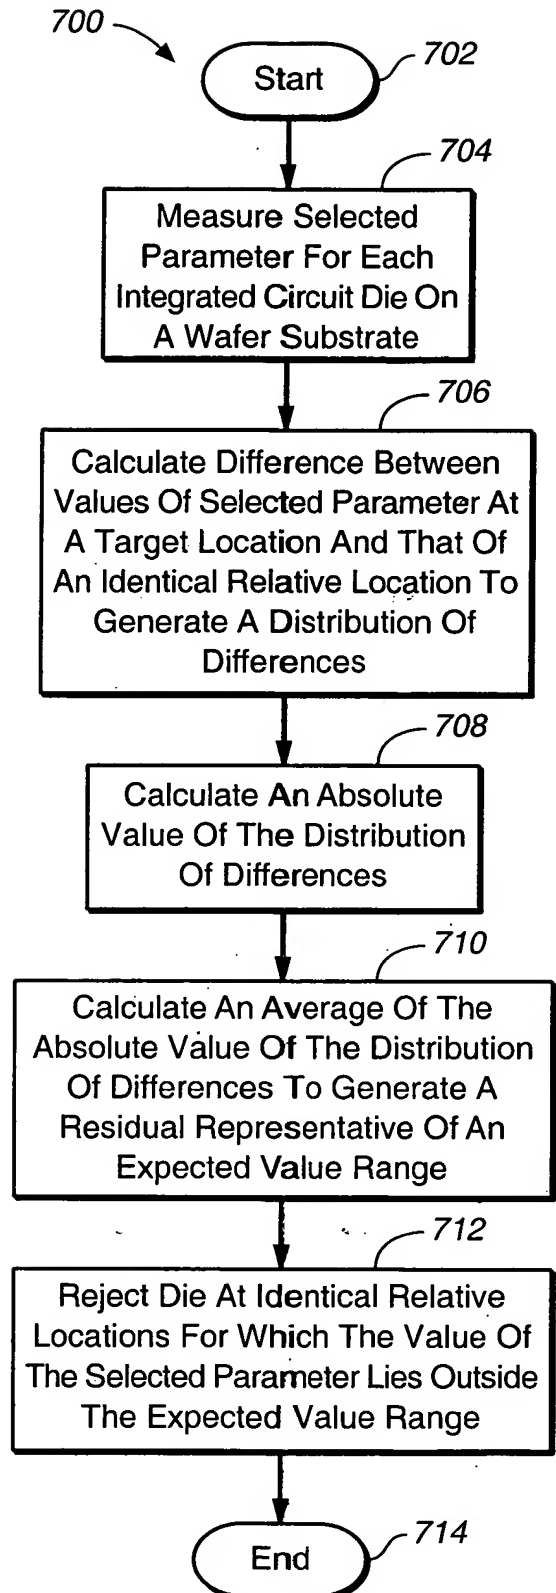 700
702
Start
704
Measure Selected
Parameter For Each
Integrated Circuit Die On
A Wafer Substrate
706
Calculate Difference Between
Values Of Selected Parameter At
A Target Location And That Of
An Identical Relative Location To
Generate A Distribution Of
Differences
708
Calculate An Absolute
Value Of The Distribution
Of Differences
710
Calculate An Average Of The
Absolute Value Of The Distribution
Of Differences To Generate A
Residual Representative Of An
Expected Value Range
712
Reject Die At Identical Relative
Locations For Which The Value Of
The Selected Parameter Lies Outside
The Expected Value Range
714
End